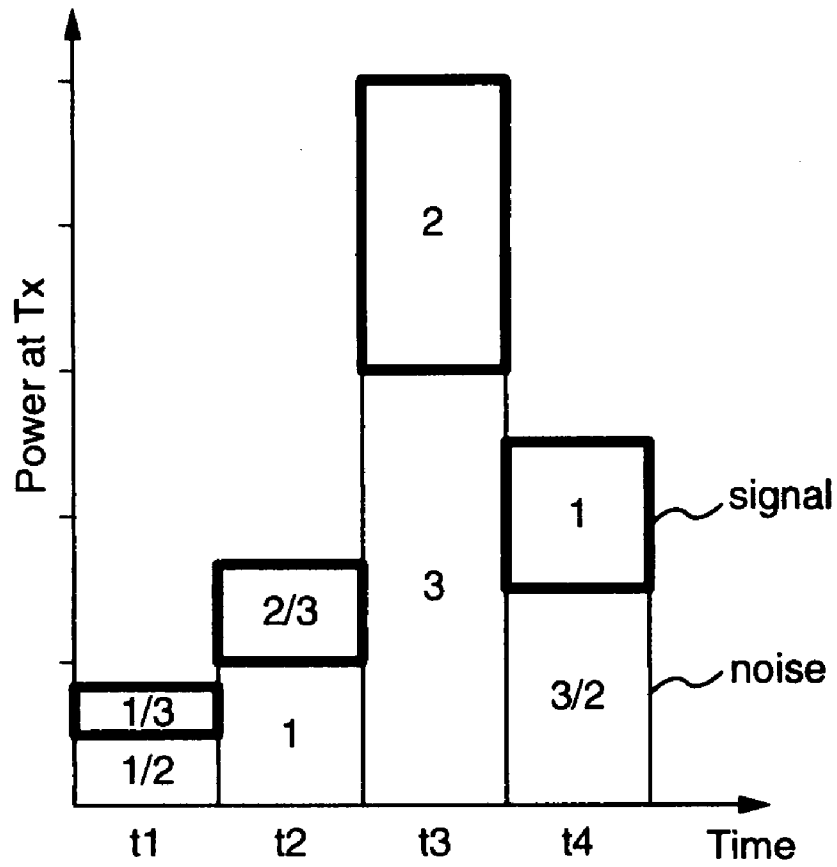 Power at Tx
2
signal
1
2/3
3
noise
1/3
3/2
1
1/2
t1 t2 t3 t4 Time